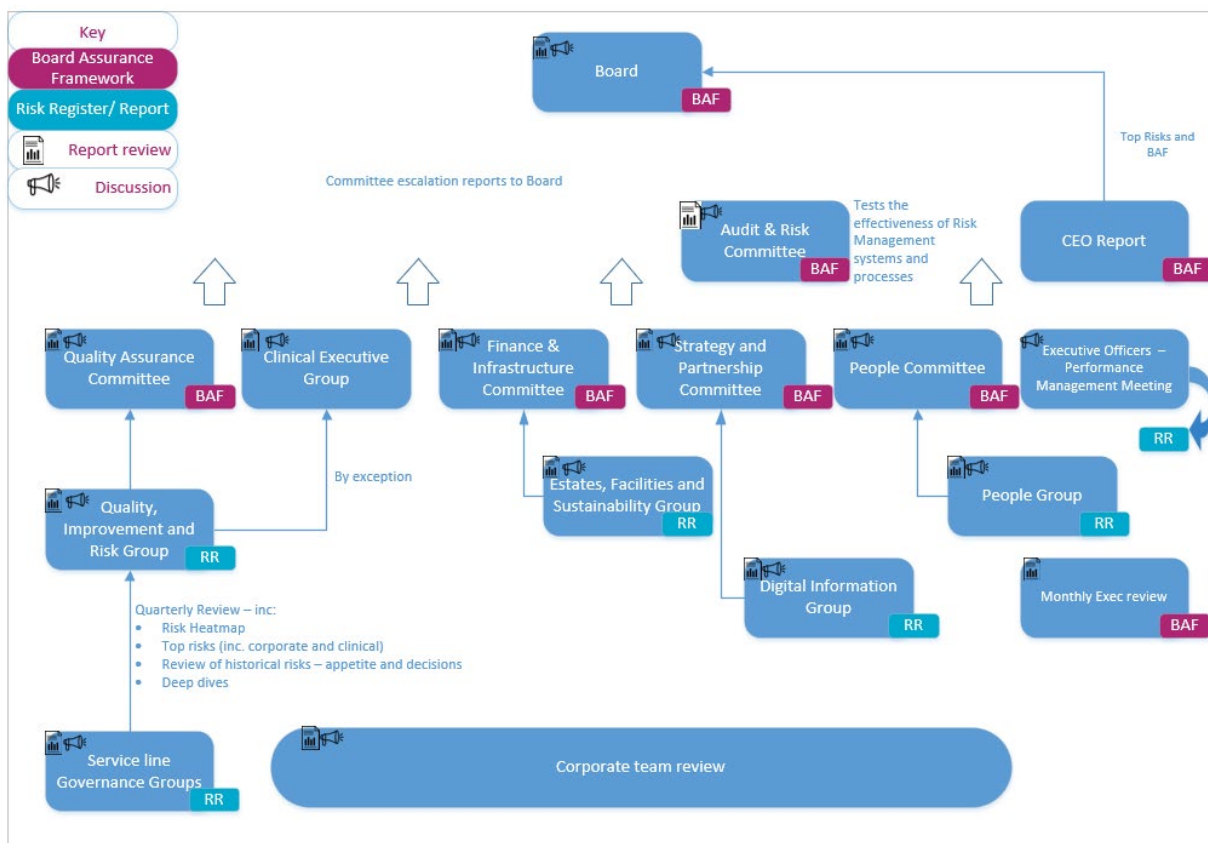 Key
Board Assurance
Framework
Risk Register/ Report
Report review
Discussion
Board
BAF
Top Risks and
BAF
Committee escalation reports to Board
Audit & Risk
Committee
BAF
Tests the
effectiveness of Risk
Management
systems and
processes
CEO Report
BAF
Quality Assurance
Committee
BAF
Clinical Executive
Group
Finance &
Infrastructure
Committee
BAF
Strategy and
Partnership
Committee
BAF
People Committee
BAF
Executive Officers –
Performance
Management Meeting
RR
By exception
Quality,
Improvement and
Risk Group
RR
Estates, Facilities and
Sustainability Group
RR
People Group
RR
Digital Information
Group
RR
Monthly Exec review
BAF
Quarterly Review – inc:
• Risk Heatmap
• Top risks (inc. corporate and clinical)
• Review of historical risks – appetite and decisions
• Deep dives
Service line
Governance Groups
RR
Corporate team review